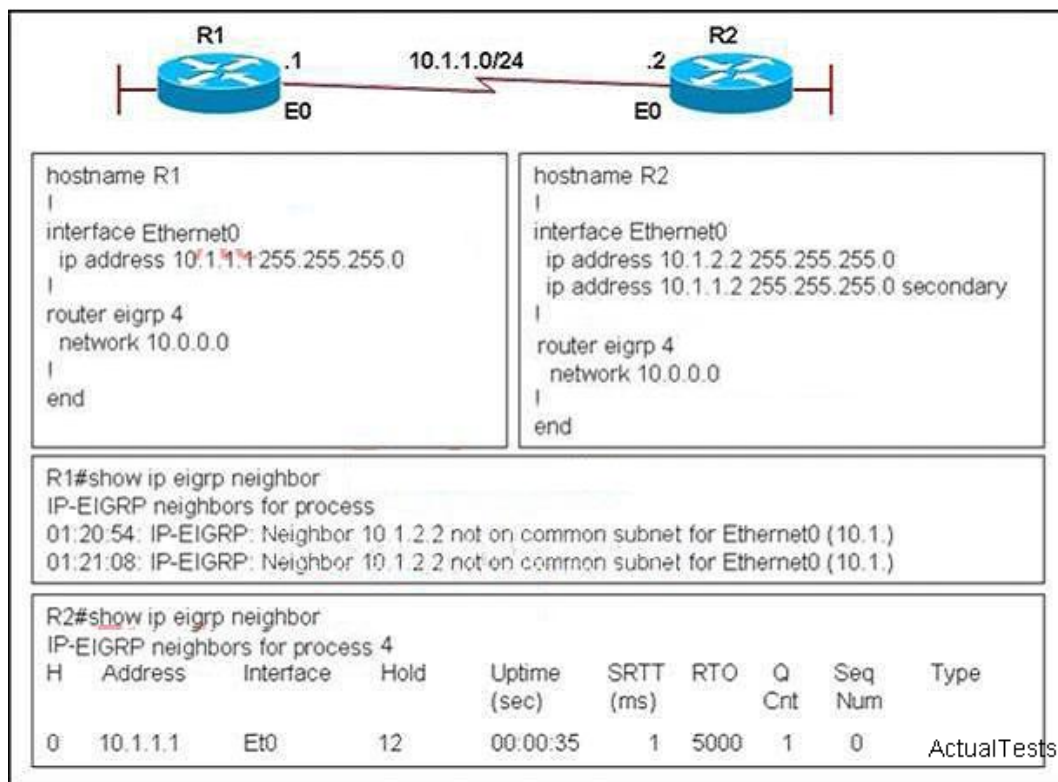 R1 R2
.1 10.1.1.0/24 .2
E0 E0
hostname R1
!
interface Ethernet0
ip address 10.1.1.1 255.255.255.0
!
router eigrp 4
network 10.0.0.0
!
end
hostname R2
!
interface Ethernet0
ip address 10.1.2.2 255.255.255.0
ip address 10.1.1.2 255.255.255.0 secondary
!
router eigrp 4
network 10.0.0.0
!
end
R1#show ip eigrp neighbor
IP-EIGRP neighbors for process
01:20:54: IP-EIGRP: Neighbor 10.1.2.2 not on common subnet for Ethernet0 (10.1.)
01:21:08: IP-EIGRP: Neighbor 10.1.2.2 not on common subnet for Ethernet0 (10.1.)
R2#show ip eigrp neighbor
IP-EIGRP neighbors for process 4
H Address Interface Hold Uptime SRTT RTO Q Seq Type
(sec) (ms) Cnt Num
0 10.1.1.1 Et0 12 00:00:35 1 5000 1 0
ActualTests